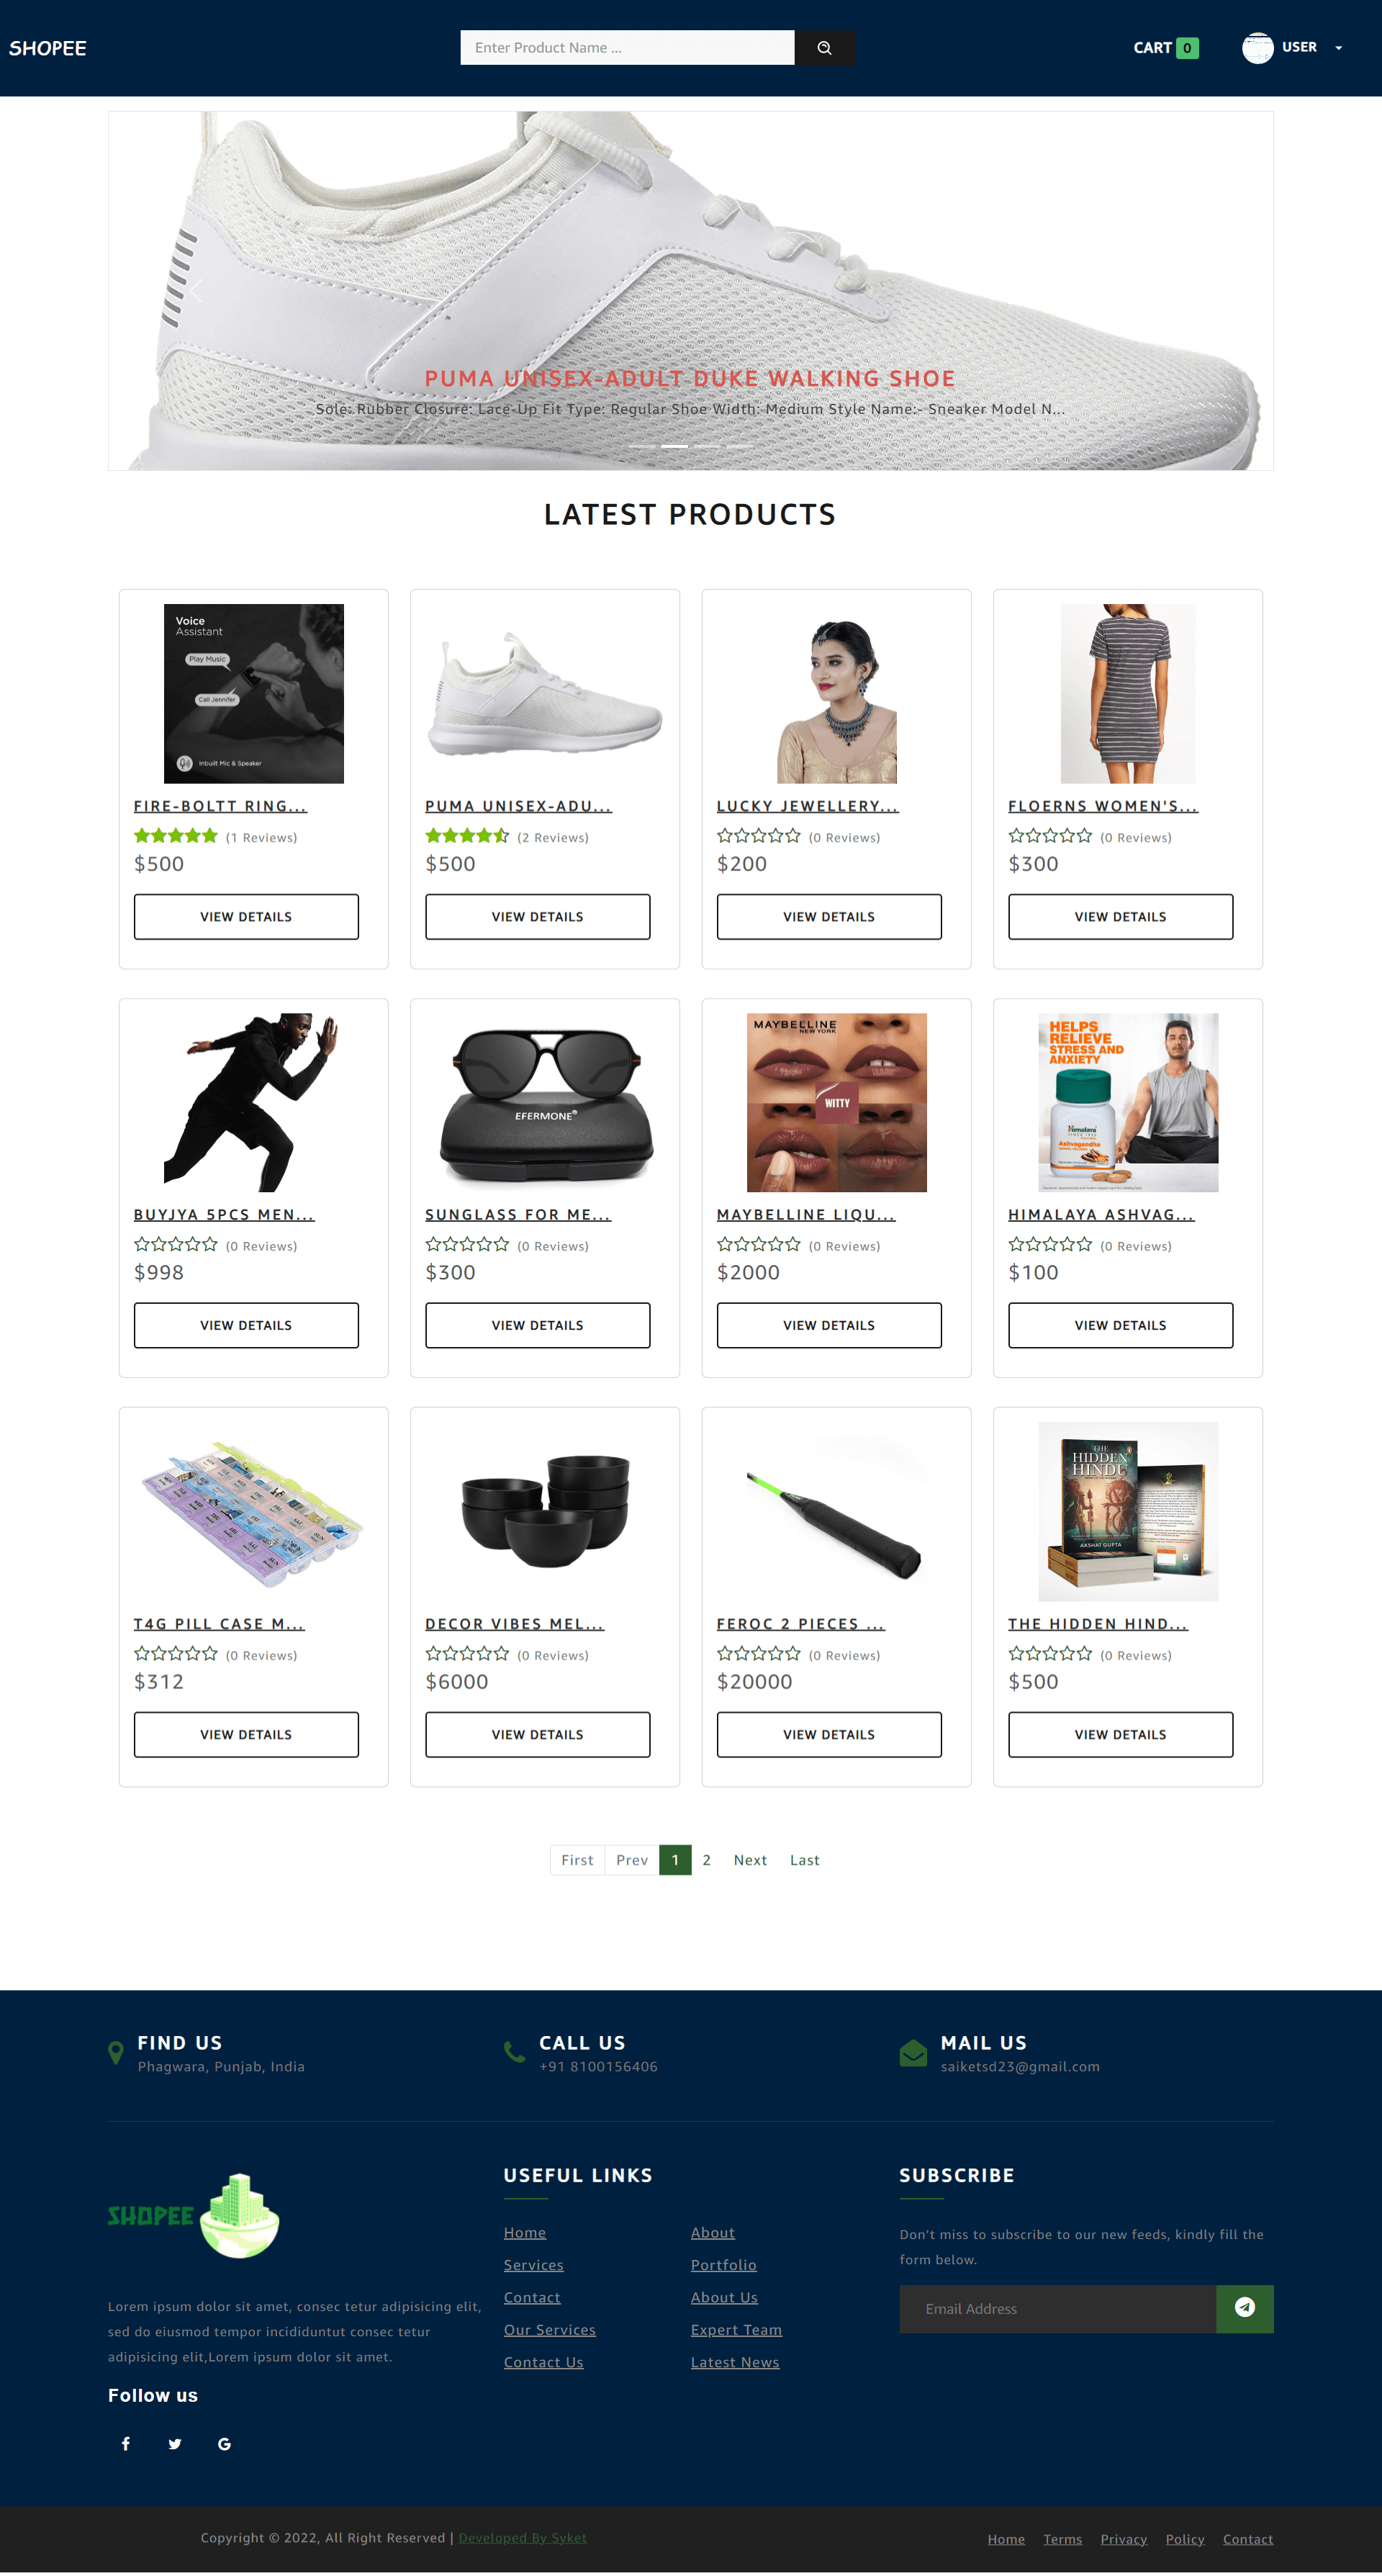 SHOPEE
Enter Product Name ...
CART 0
USER
PUMA UNISEX-ADULT DUKE WALKING SHOE
Sole: Rubber Closure: Lace-Up Fit Type: Regular Shoe Width: Medium Style Name:- Sneaker Model N...
LATEST PRODUCTS
Voice
Assistant
Play Music
Call Jennifer
Inbuilt Mic & Speaker
FIRE-BOLTT RING...
(1 Reviews)
$500
VIEW DETAILS
PUMA UNISEX-ADU...
(2 Reviews)
$500
VIEW DETAILS
LUCKY JEWELLERY...
(0 Reviews)
$200
VIEW DETAILS
FLOERNS WOMEN'S...
(0 Reviews)
$300
VIEW DETAILS
BUYJYA 5PCS MEN...
(0 Reviews)
$998
VIEW DETAILS
EFERMONE®
SUNGLASS FOR ME...
(0 Reviews)
$300
VIEW DETAILS
MAYBELLINE
NEW YORK
WITTY
MAYBELLINE LIQU...
(0 Reviews)
$2000
VIEW DETAILS
HELPS
RELIEVE
STRESS AND
ANXIETY
Himalaya
Ashvagandha
HIMALAYA ASHVAG...
(0 Reviews)
$100
VIEW DETAILS
T4G PILL CASE M...
(0 Reviews)
$312
VIEW DETAILS
DECOR VIBES MEL...
(0 Reviews)
$6000
VIEW DETAILS
FEROC 2 PIECES ...
(0 Reviews)
$20000
VIEW DETAILS
THE
HIDDEN
HINDU
AKSHAT GUPTA
THE HIDDEN HIND...
(0 Reviews)
$500
VIEW DETAILS
First Prev 1 2 Next Last
FIND US
Phagwara, Punjab, India
CALL US
+91 8100156406
MAIL US
saiketsd23@gmail.com
SHOPEE
Lorem ipsum dolor sit amet, consec tetur adipisicing elit,
sed do eiusmod tempor incididuntut consec tetur
adipisicing elit,Lorem ipsum dolor sit amet.
Follow us
USEFUL LINKS
Home About
Services Portfolio
Contact About Us
Our Services Expert Team
Contact Us Latest News
SUBSCRIBE
Don't miss to subscribe to our new feeds, kindly fill the
form below.
Email Address
Copyright © 2022, All Right Reserved | Developed By Syket
Home Terms Privacy Policy Contact